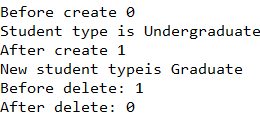 Before create 0
Student type is Undergraduate
After create 1
New student typeis Graduate
Before delete: 1
After delete: 0